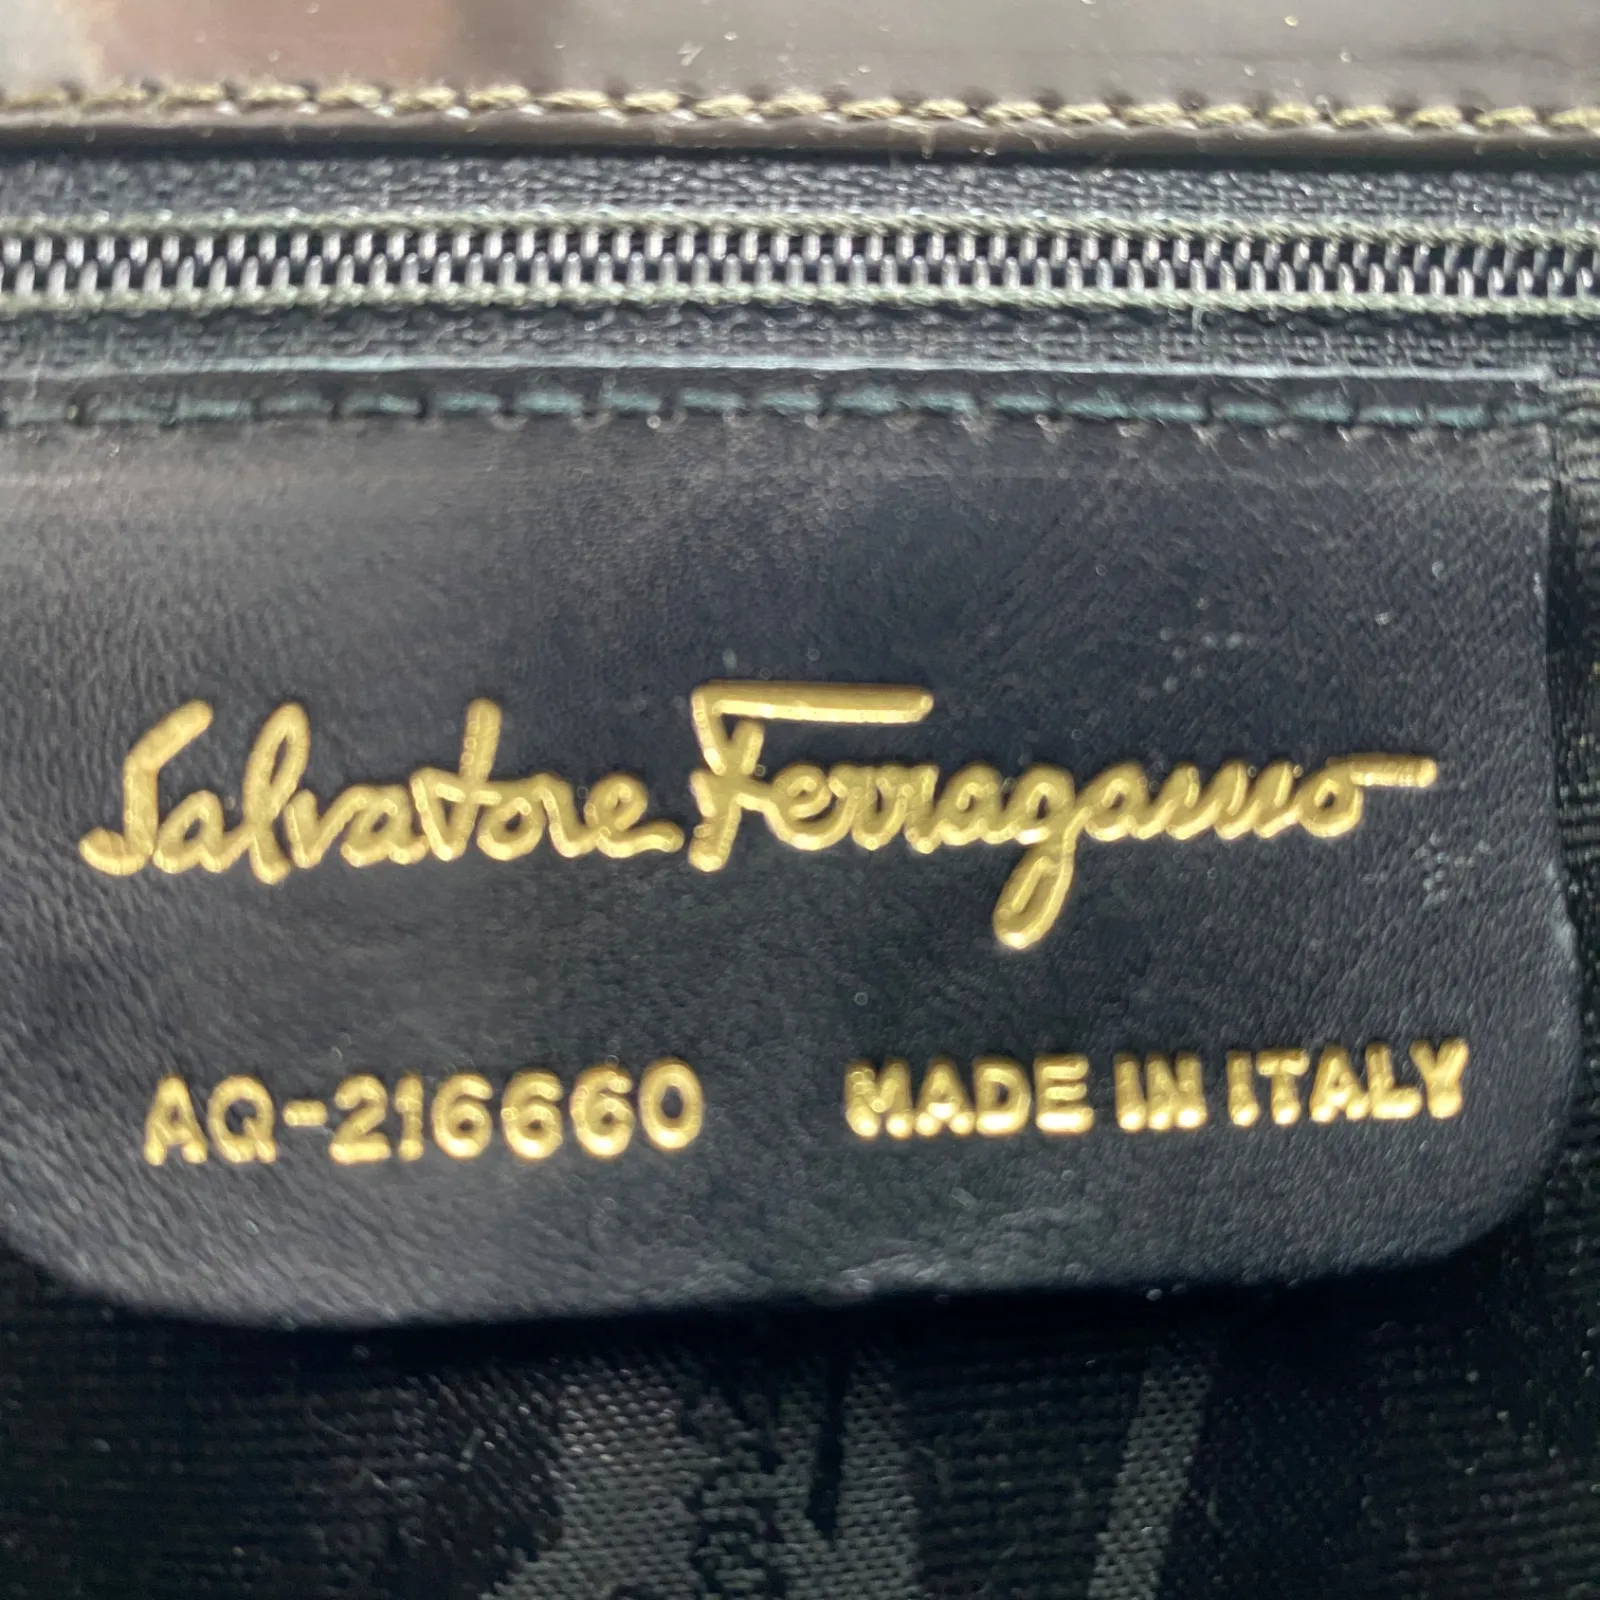 Salvatore Ferragamo
AQ-216660 MADE IN ITALY